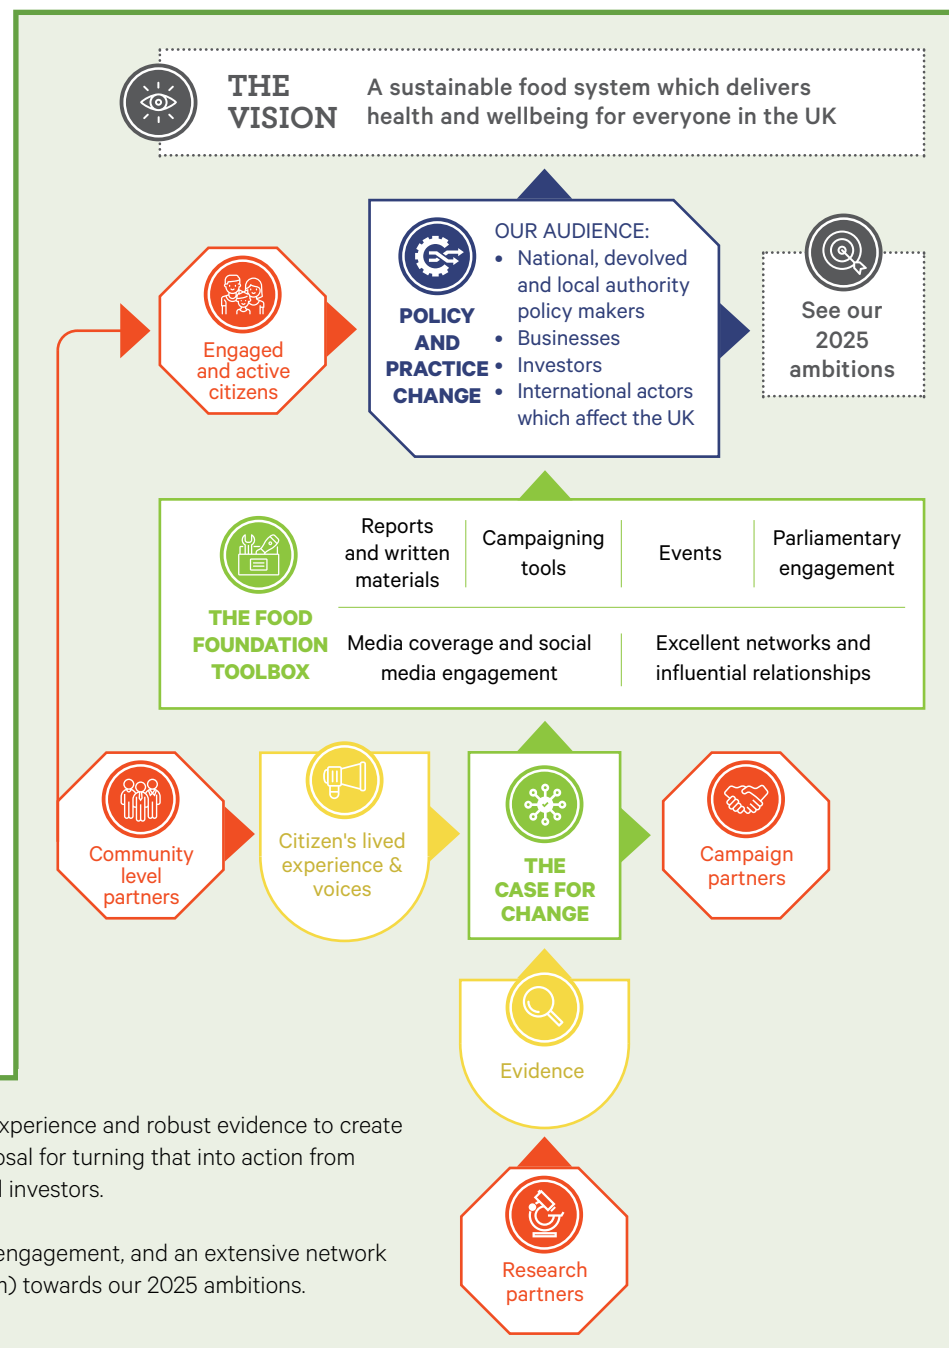 THE
VISION
A sustainable food system which delivers
health and wellbeing for everyone in the UK
Engaged
and active
citizens
POLICY
AND
PRACTICE
CHANGE
OUR AUDIENCE:
• National, devolved
and local authority
policy makers
• Businesses
• Investors
• International actors
which affect the UK
See our
2025
ambitions
THE FOOD
FOUNDATION
TOOLBOX
Reports
and written
materials
Campaigning
tools
Events
Parliamentary
engagement
Media coverage and social
media engagement
Excellent networks and
influential relationships
Community
level
partners
Citizen's lived
experience &
voices
THE
CASE FOR
CHANGE
Campaign
partners
Evidence
Research
partners
xperience and robust evidence to create
osal for turning that into action from
investors.
engagement, and an extensive network
) towards our 2025 ambitions.